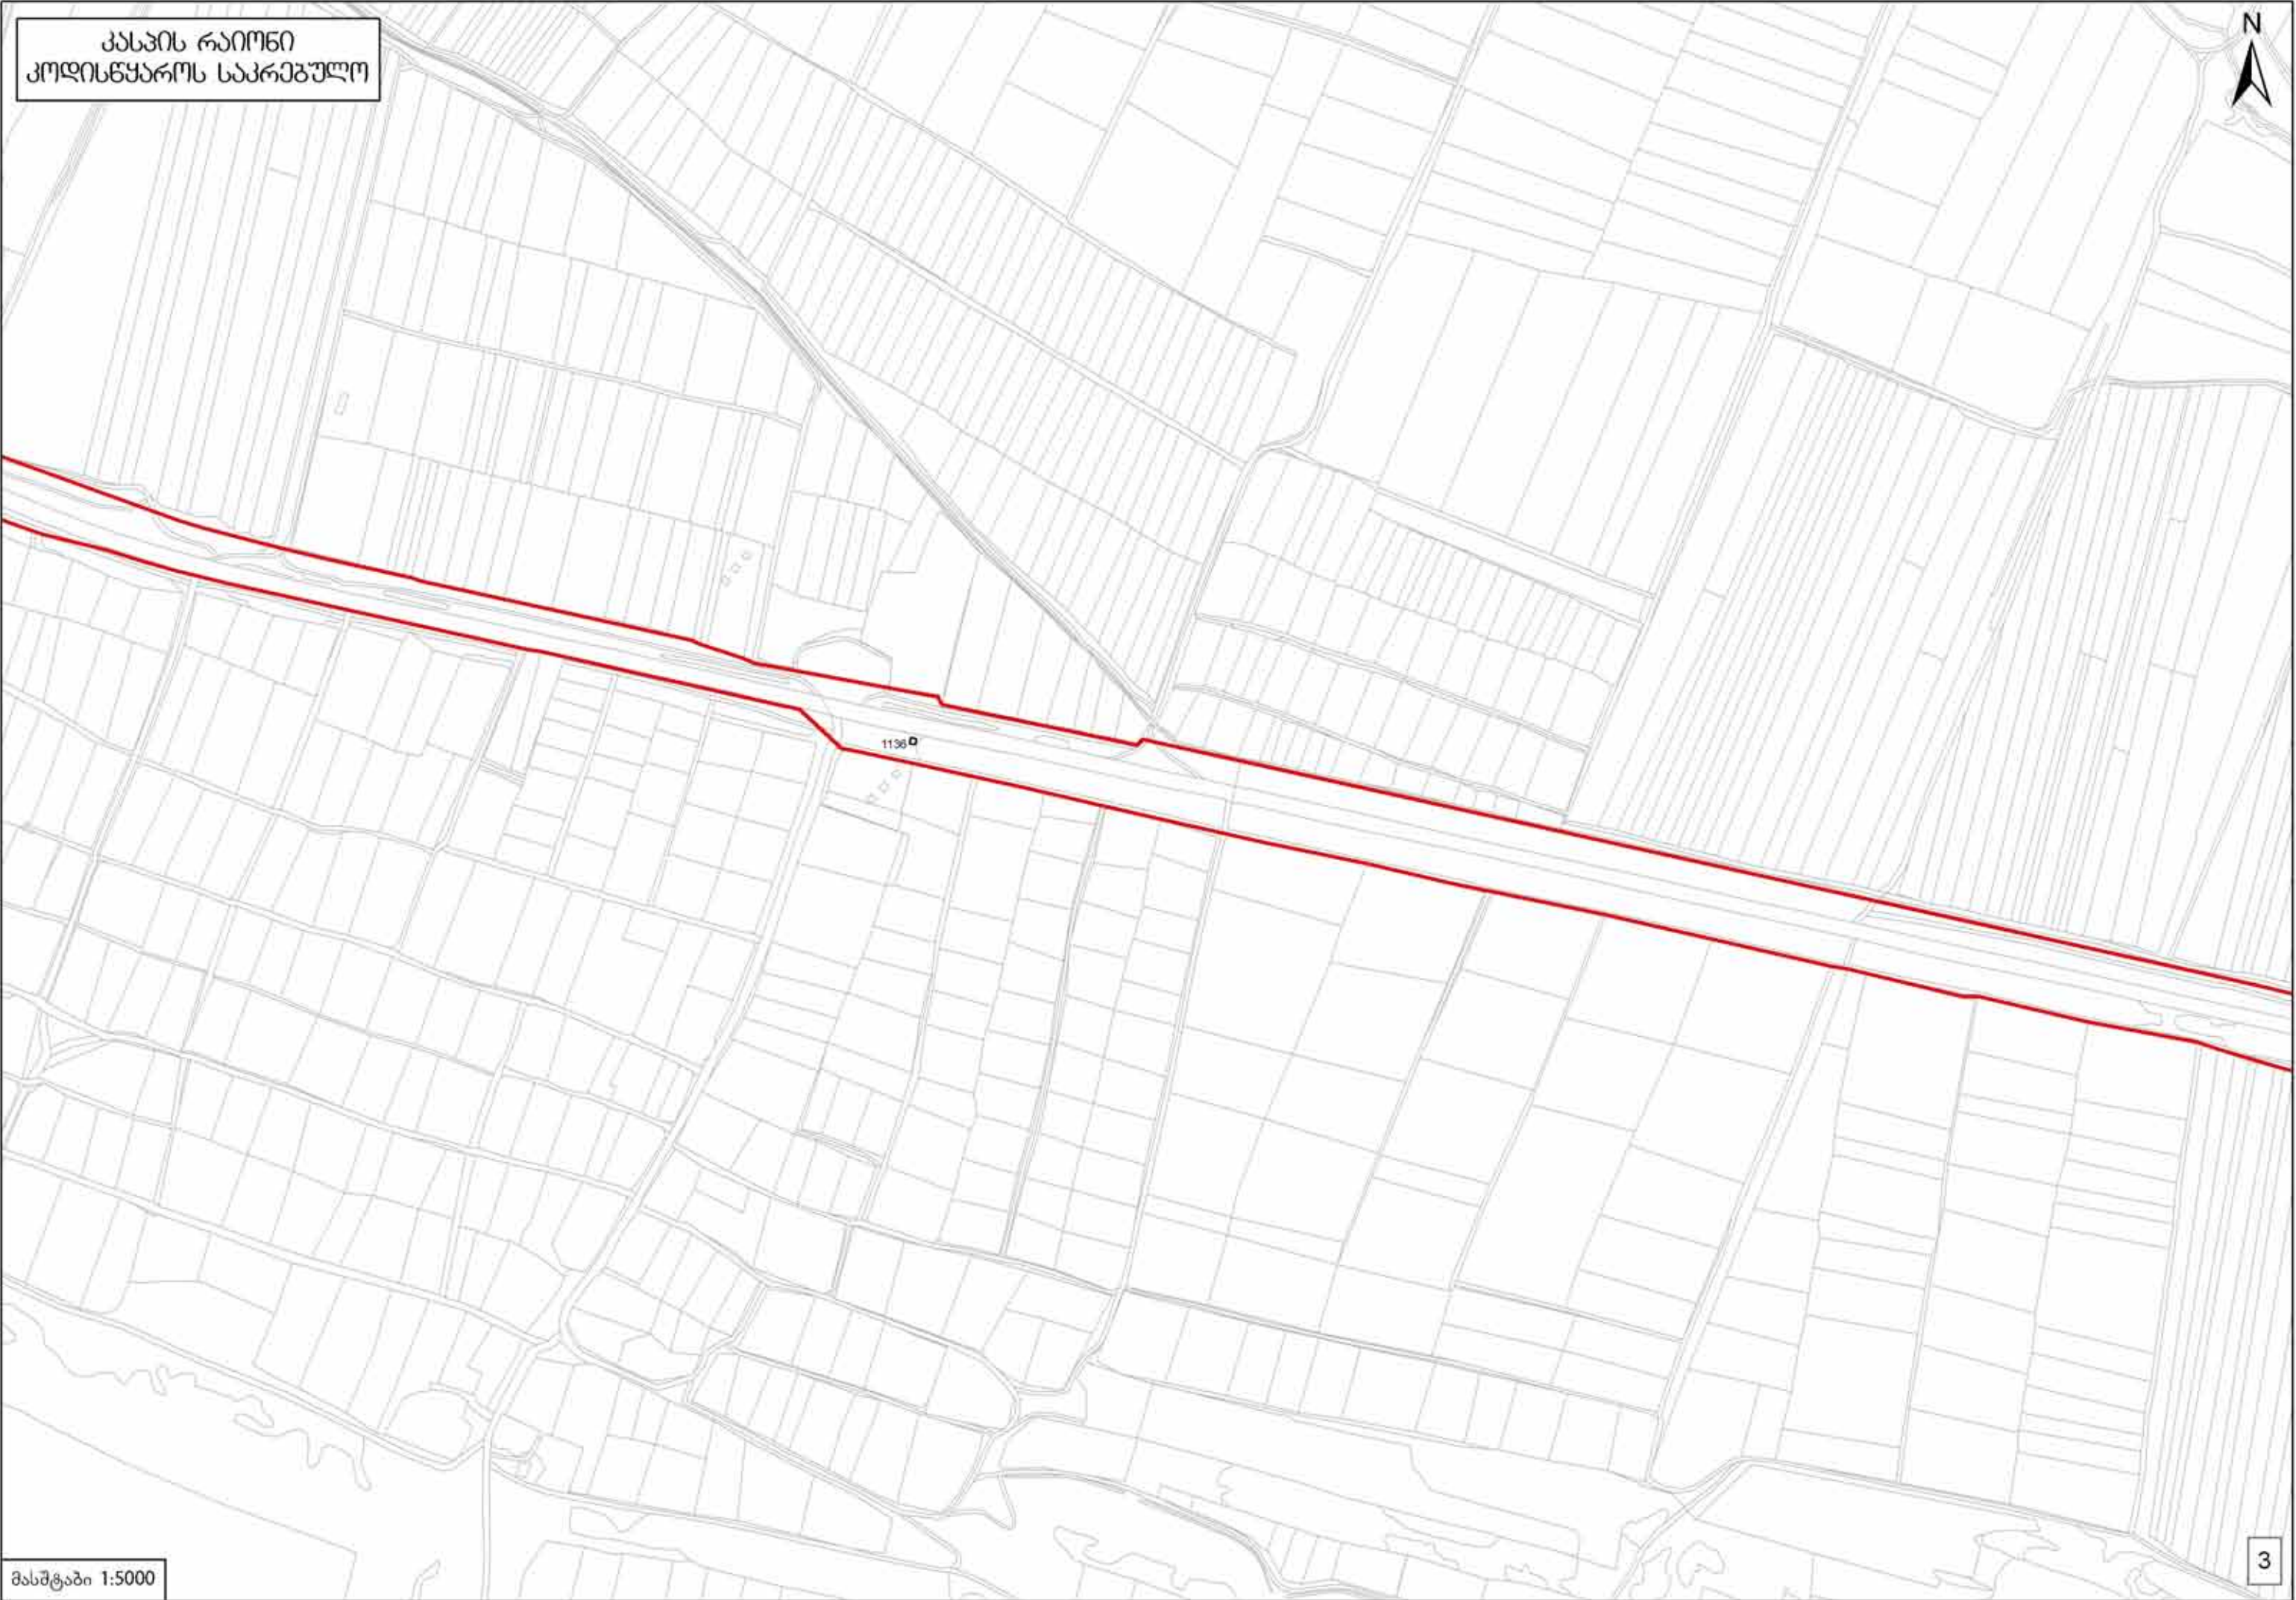 კასპის რაიონი
კოდისწყაროს საკრებულო
N
1136
მასშტაბი 1:5000
3